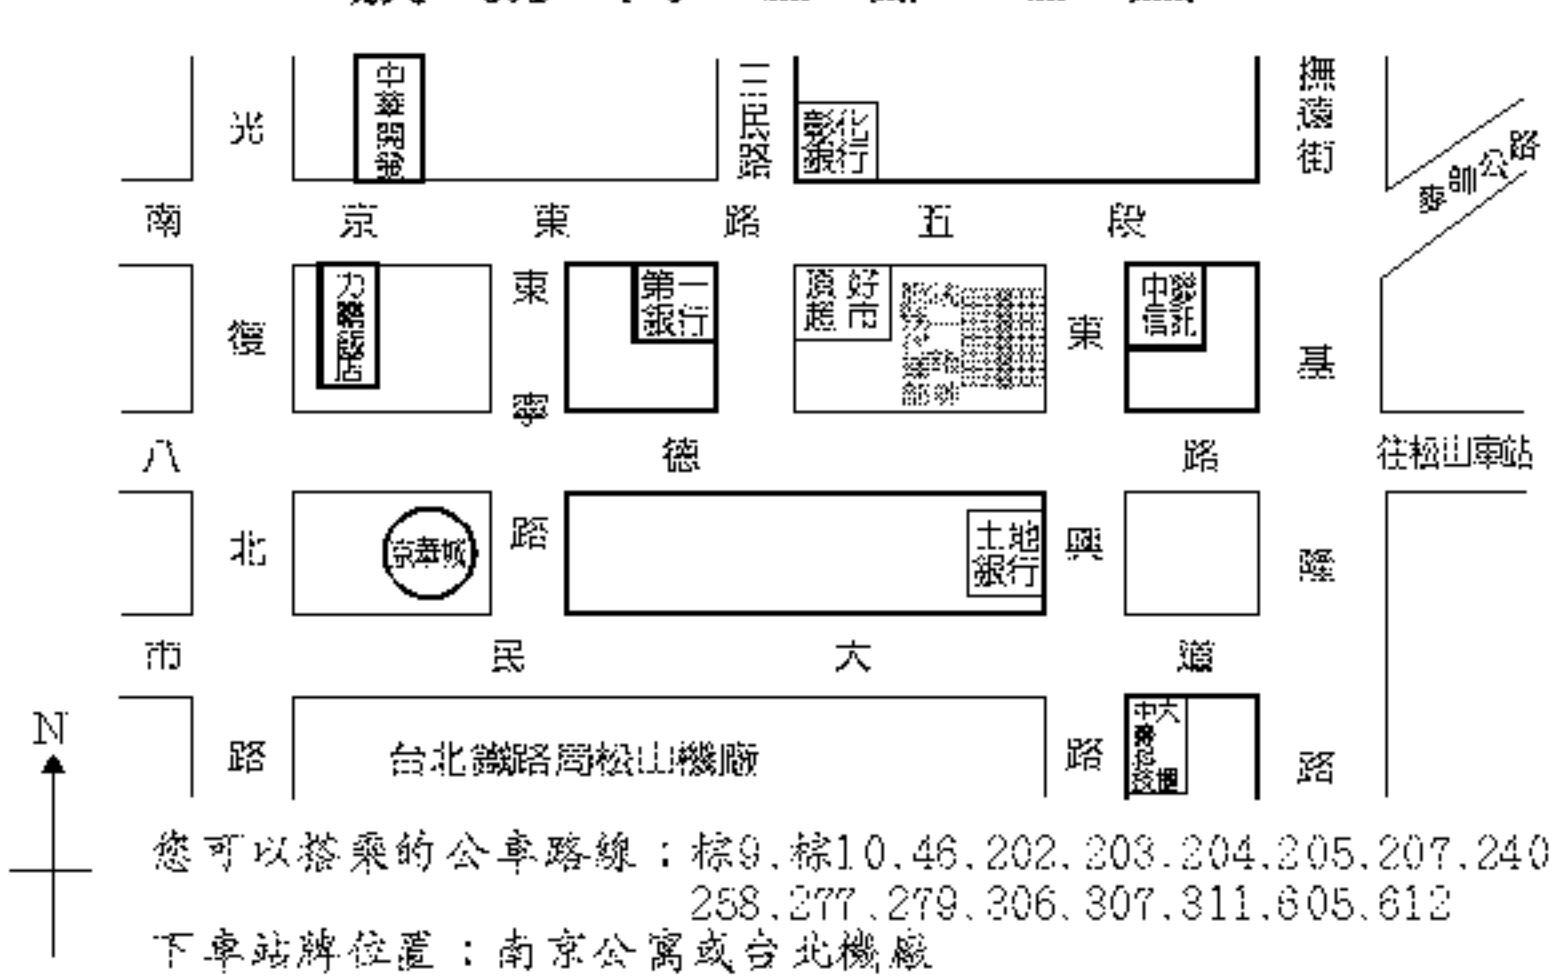 中華開發
三民路
彰化
銀行
撫遠街
麥帥公路
南京東路五段
光復北路
第一
銀行
頂好
超市
中聯
信託
東寧路
東興路
基隆路
八德路
往松山車站
京華城
土地
銀行
市民大道
台北鐵路局松山機廠
N
您可以搭乘的公車路線：棕9.棕10.46.202.203.204.205.207.240
258.277.279.306.307.311.605.612
下車站牌位置：南京公寓或台北機廠